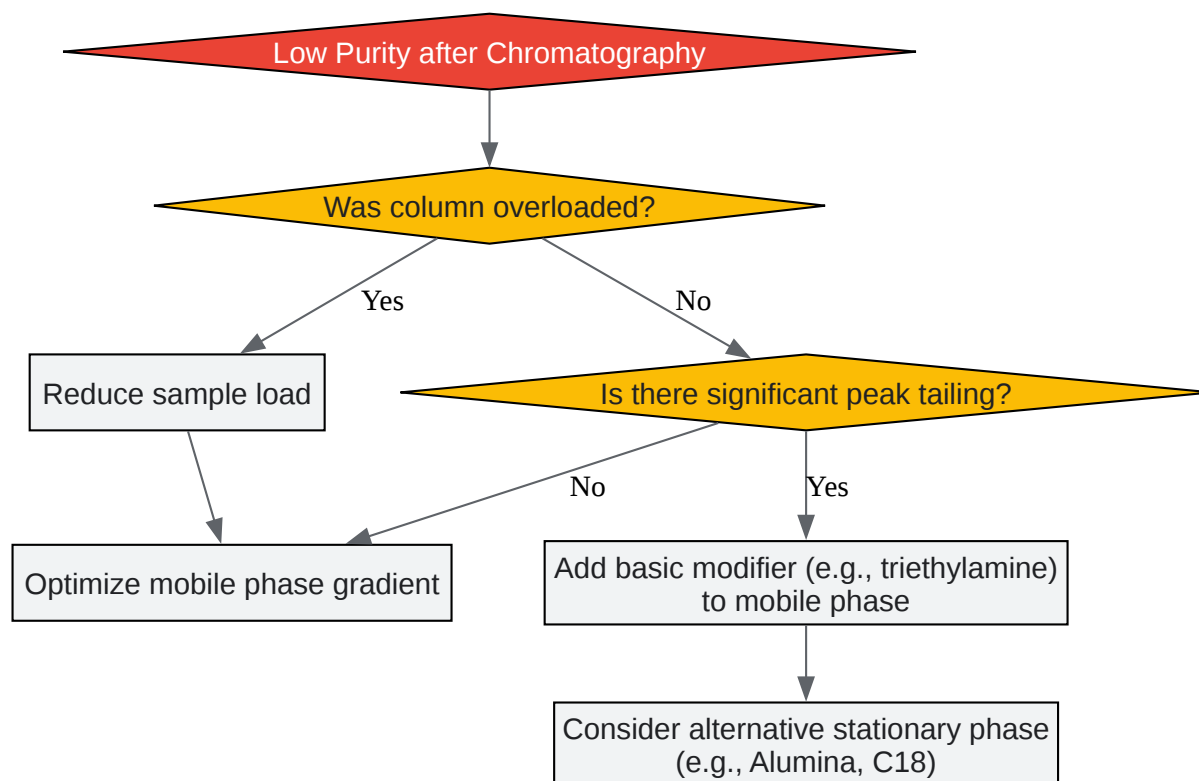 Low Purity after Chromatography
Was column overloaded?
Yes
No
Reduce sample load
Is there significant peak tailing?
No
Yes
Optimize mobile phase gradient
Add basic modifier (e.g., triethylamine)
to mobile phase
Consider alternative stationary phase
(e.g., Alumina, C18)